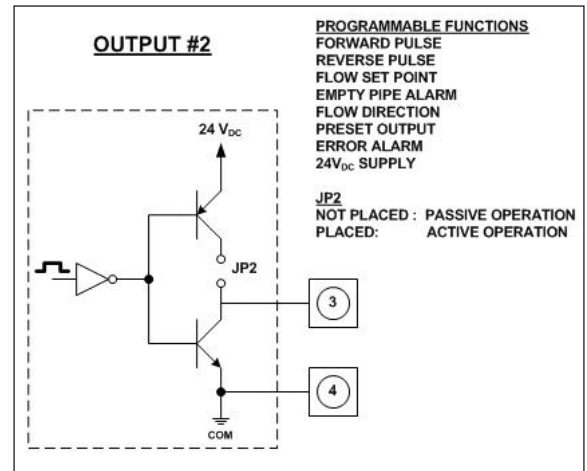 OUTPUT #2
PROGRAMMABLE FUNCTIONS
FORWARD PULSE
REVERSE PULSE
FLOW SET POINT
EMPTY PIPE ALARM
FLOW DIRECTION
PRESET OUTPUT
ERROR ALARM
24VDC SUPPLY
JP2
NOT PLACED : PASSIVE OPERATION
PLACED: ACTIVE OPERATION
24 VDC
JP2
3
4
COM